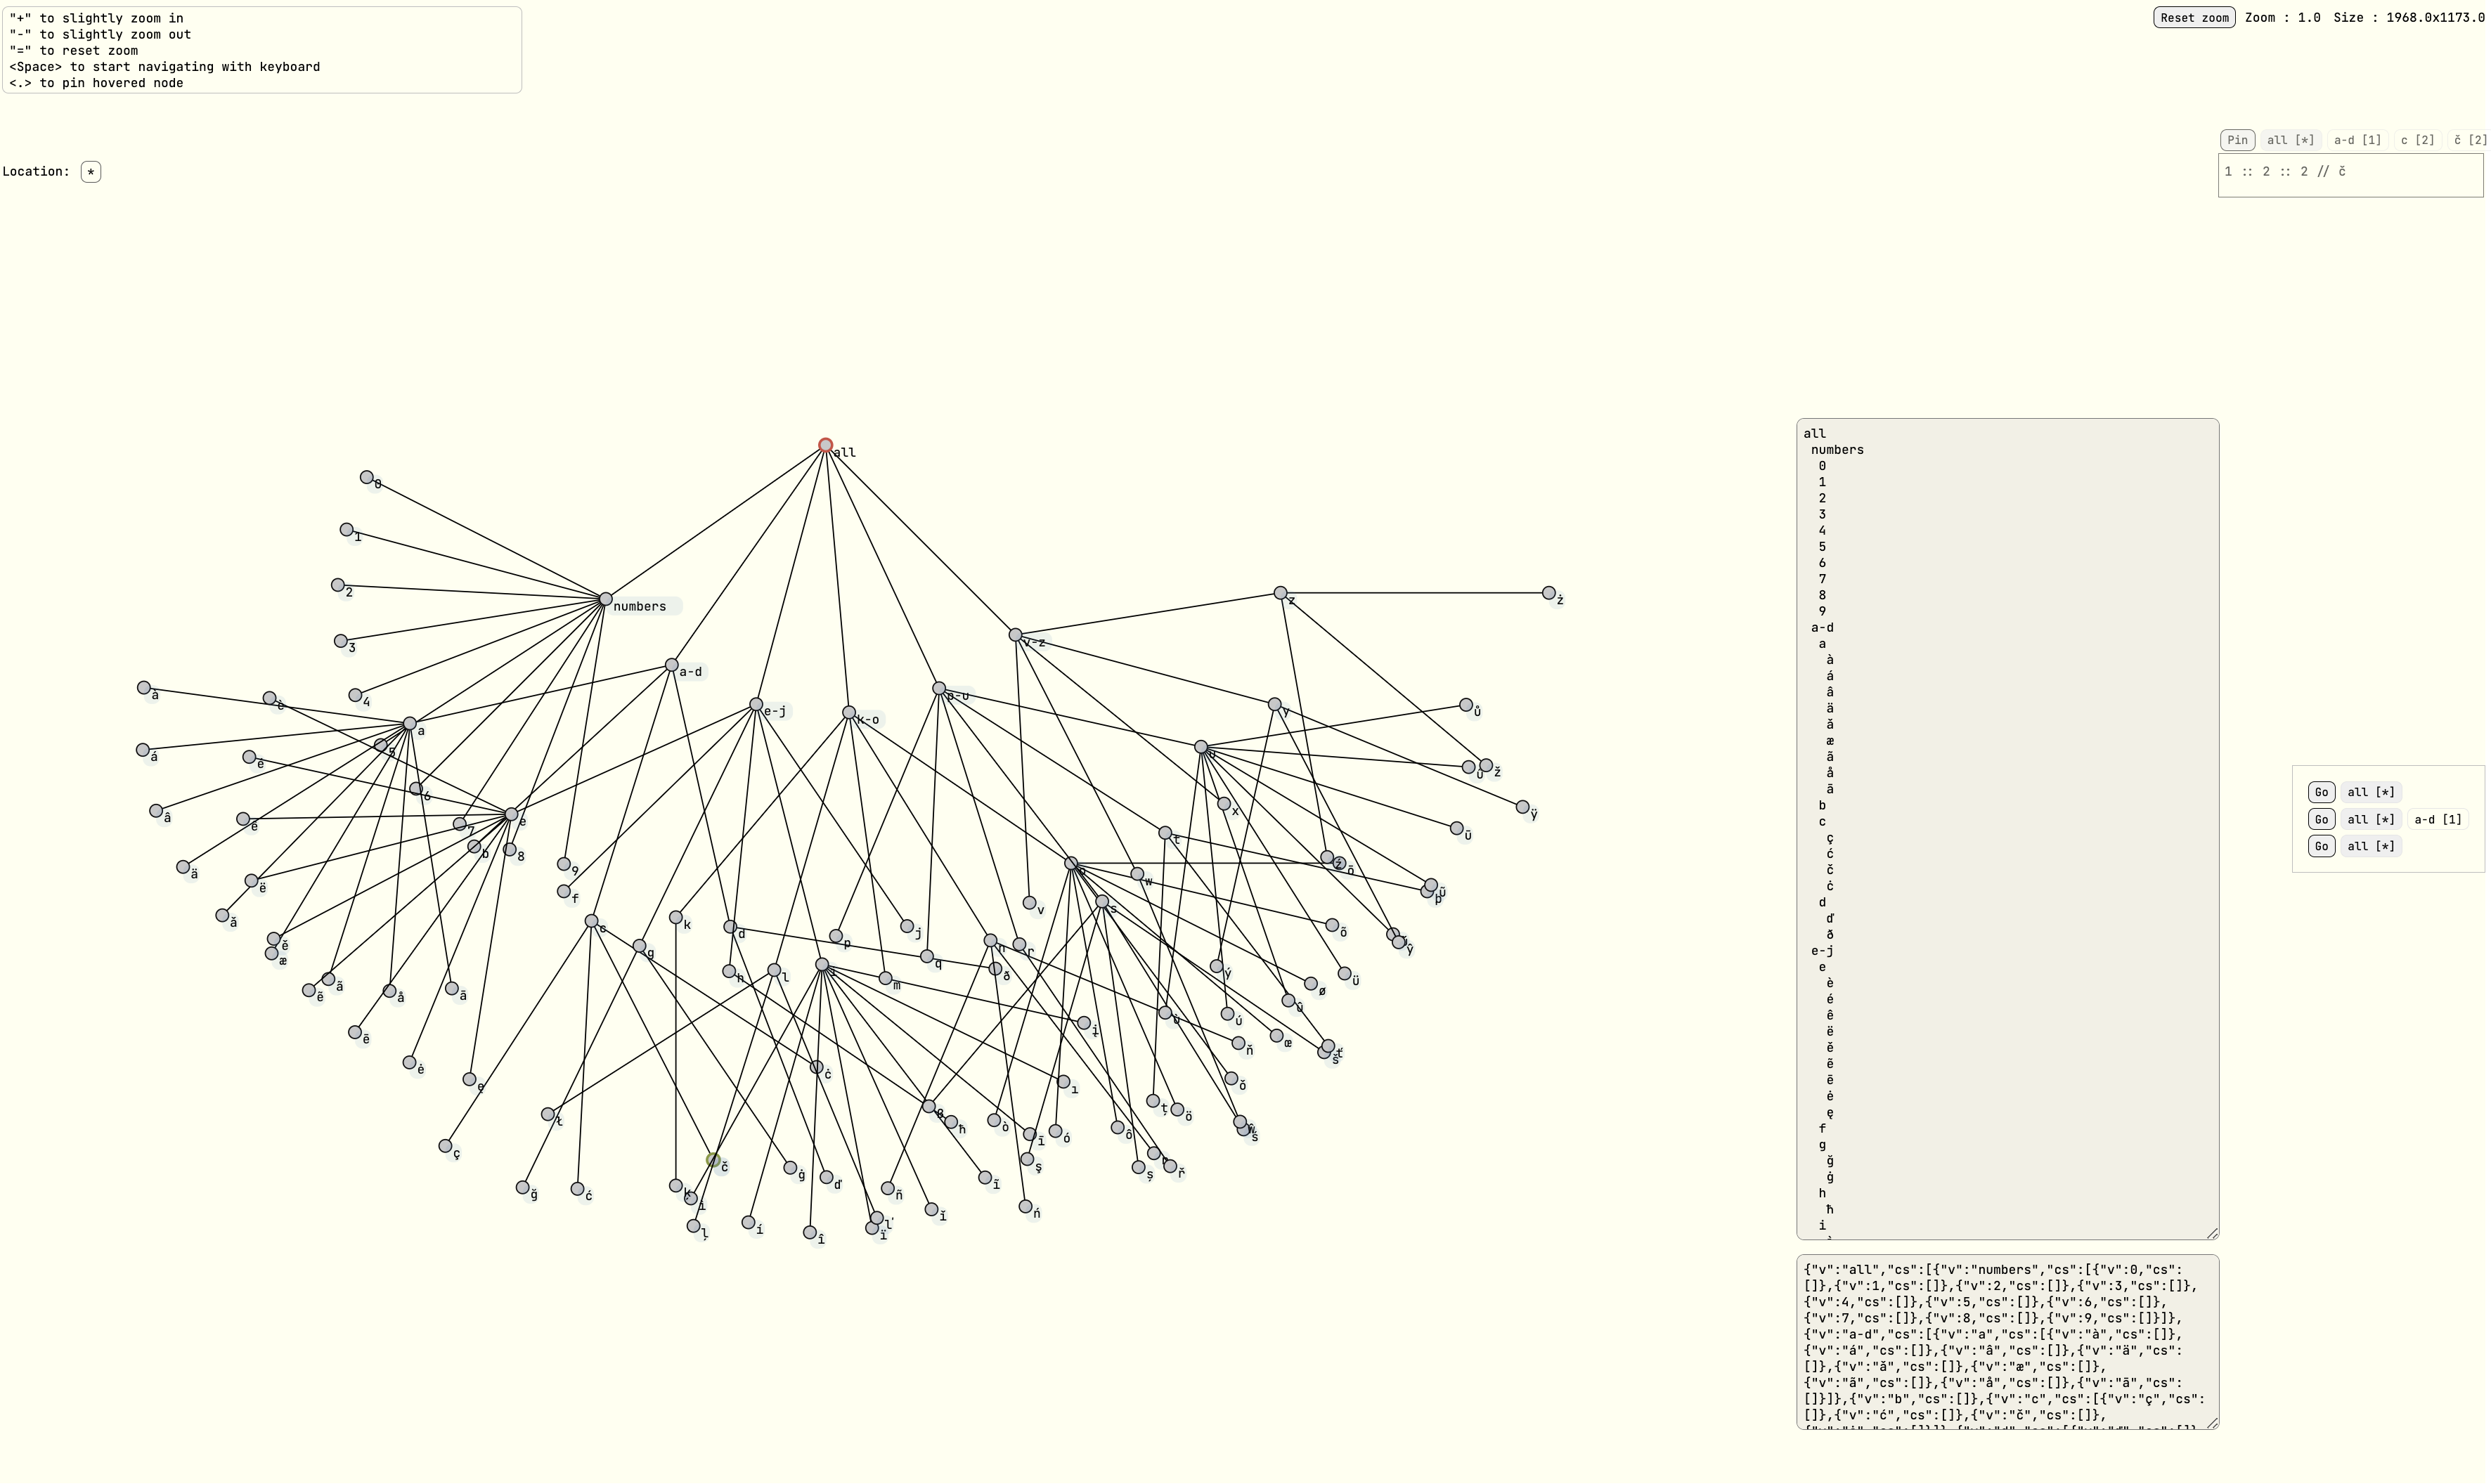 "+" to slightly zoom in
"-" to slightly zoom out
"=" to reset zoom
<Space> to start navigating with keyboard
<.> to pin hovered node
Reset zoom Zoom : 1.0 Size : 1968.0x1173.0
Pin all [*] a-d [1] c [2] č [2]
Location: *
1 :: 2 :: 2 // č
all
0
1
2
numbers
3
4
a-d
e-j
k-o
p-u
v-z
z
ż
à
è
a
y
ů
á
5
é
ž
6
x
ÿ
â
ê
7
e
t
ū
b
8
ź
õ
ä
ë
9
w
f
v
s
ű
þ
ă
c
k
d
p
j
ŷ
ě
g
n
r
æ
h
l
q
ð
m
ý
ã
å
ā
ø
ü
û
ú
ē
ň
œ
ť
š
ė
ę
ċ
ı
ł
ß
ħ
ò
ó
ô
ö
ț
ŵ
ś
ç
č
ġ
ď
ī
ş
ș
ř
ğ
ć
ķ
ñ
ĩ
ń
ļ
í
î
ï
ľ
all
numbers
0
1
2
3
4
5
6
7
8
9
a-d
a
à
á
â
ä
æ
ã
å
b
c
ç
ć
č
ċ
d
ď
ð
e-j
e
è
é
ê
ë
ě
ė
ę
f
g
ğ
ġ
h
ħ
i
Go all [*]
Go all [*] a-d [1]
Go all [*]
{"v":"all","cs":[{"v":"numbers","cs":[{"v":0,"cs":
[]},{"v":1,"cs":[]},{"v":2,"cs":[]},{"v":3,"cs":[]},
{"v":4,"cs":[]},{"v":5,"cs":[]},{"v":6,"cs":[]},
{"v":7,"cs":[]},{"v":8,"cs":[]},{"v":9,"cs":[]}]},
{"v":"a-d","cs":[{"v":"a","cs":[{"v":"à","cs":[]},
{"v":"á","cs":[]},{"v":"â","cs":[]},{"v":"ä","cs":
[]},{"v":"ă","cs":[]},{"v":"æ","cs":[]},
{"v":"ã","cs":[]},{"v":"å","cs":[]},{"v":"ā","cs":
[]}]},{"v":"b","cs":[]},{"v":"c","cs":[{"v":"ç","cs":
[]},{"v":"ć","cs":[]},{"v":"č","cs":[]},